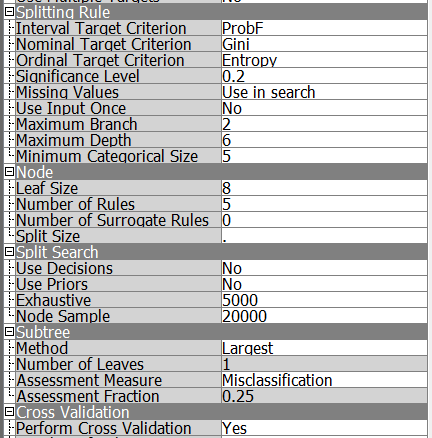 Use Multiple Targets No
Splitting Rule
Interval Target Criterion ProbF
Nominal Target Criterion Gini
Ordinal Target Criterion Entropy
Significance Level 0.2
Missing Values Use in search
Use Input Once No
Maximum Branch 2
Maximum Depth 6
Minimum Categorical Size 5
Node
Leaf Size 8
Number of Rules 5
Number of Surrogate Rules 0
Split Size .
Split Search
Use Decisions No
Use Priors No
Exhaustive 5000
Node Sample 20000
Subtree
Method Largest
Number of Leaves 1
Assessment Measure Misclassification
Assessment Fraction 0.25
Cross Validation
Perform Cross Validation Yes